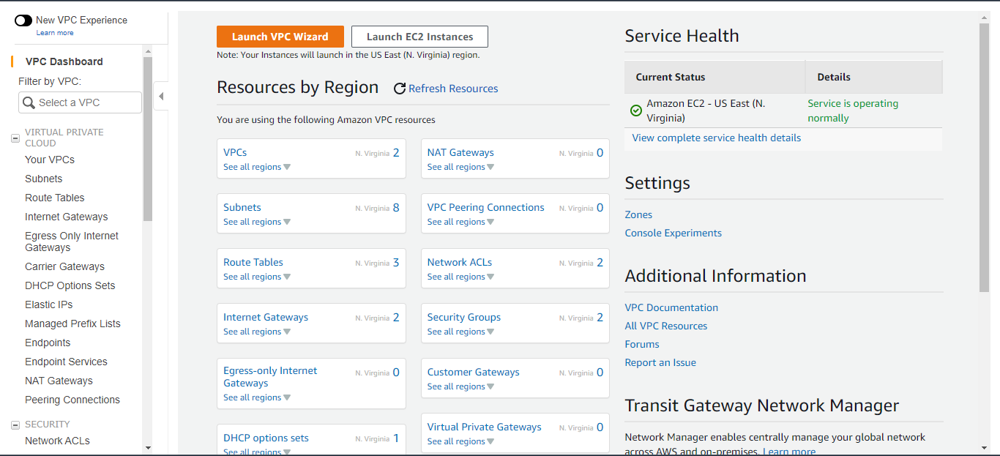 New VPC Experience
Learn more
VPC Dashboard
Filter by VPC:
Select a VPC
VIRTUAL PRIVATE
CLOUD
Your VPCs
Subnets
Route Tables
Internet Gateways
Egress Only Internet
Gateways
Carrier Gateways
DHCP Options Sets
Elastic IPs
Managed Prefix Lists
Endpoints
Endpoint Services
NAT Gateways
Peering Connections
SECURITY
Network ACLs
Launch VPC Wizard
Launch EC2 Instances
Note: Your Instances will launch in the US East (N. Virginia) region.
Resources by Region
Refresh Resources
You are using the following Amazon VPC resources
VPCs N. Virginia 2
See all regions
NAT Gateways N. Virginia 0
See all regions
Subnets N. Virginia 8
See all regions
VPC Peering Connections N. Virginia 0
See all regions
Route Tables N. Virginia 3
See all regions
Network ACLs N. Virginia 2
See all regions
Internet Gateways N. Virginia 2
See all regions
Security Groups N. Virginia 2
See all regions
Egress-only Internet N. Virginia 0
Gateways
See all regions
Customer Gateways N. Virginia 0
See all regions
DHCP options sets N. Virginia 1
See all regions
Virtual Private Gateways N. Virginia 0
See all regions
Service Health
Current Status Details
Amazon EC2 - US East (N. Service is operating
Virginia) normally
View complete service health details
Settings
Zones
Console Experiments
Additional Information
VPC Documentation
All VPC Resources
Forums
Report an Issue
Transit Gateway Network Manager
Network Manager enables centrally manage your global network
across AWS and on-premises. Learn more